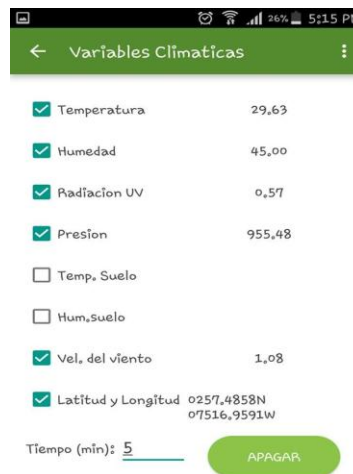 26% 5:15 PM
Variables Climaticas
Temperatura 29.63
Humedad 45.00
Radiacion UV 0.57
Presion 955.48
Temp. Suelo
Hum.suelo
Vel. del viento 1.08
Latitud y Longitud 0257.4858N
07516.9591W
Tiempo (min): 5 APAGAR